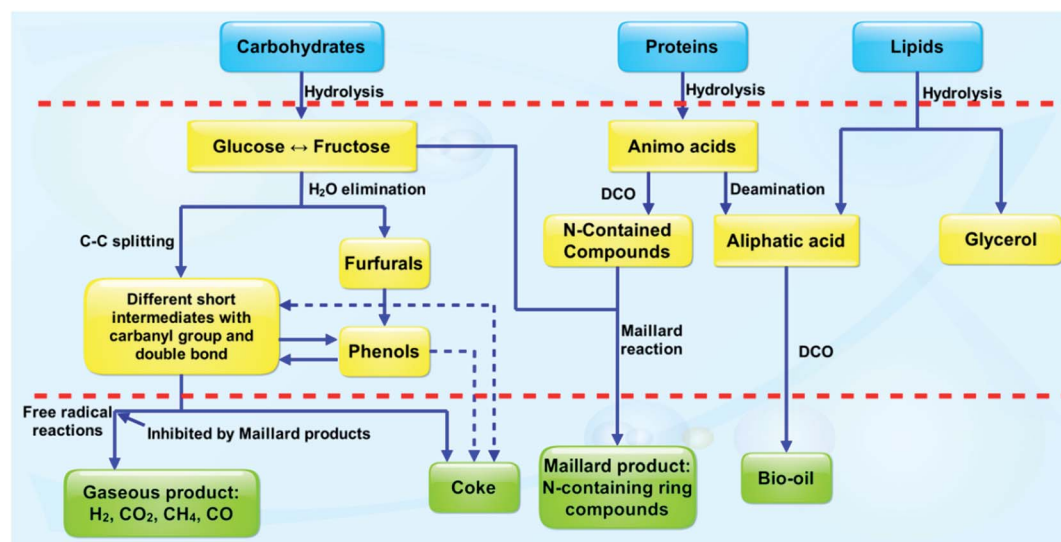 Carbohydrates
Proteins
Lipids
Hydrolysis
Hydrolysis
Hydrolysis
Glucose ↔ Fructose
Animo acids
H₂O elimination
DCO
Deamination
C-C splitting
Furfurals
N-Contained
Compounds
Aliphatic acid
Glycerol
Different short
intermediates with
carbanyl group and
double bond
Phenols
Maillard
reaction
DCO
Free radical
reactions
Inhibited by Maillard products
Gaseous product:
H₂, CO₂, CH₄, CO
Coke
Maillard product:
N-containing ring
compounds
Bio-oil